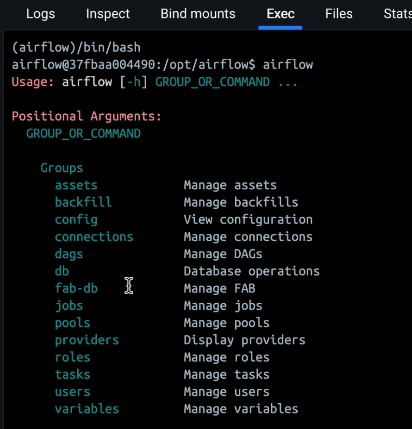 Logs Inspect Bind mounts Exec Files Stats
(airflow)/bin/bash
airflow@37fbaa004490:/opt/airflow$ airflow
Usage: airflow [-h] GROUP_OR_COMMAND ...
Positional Arguments:
GROUP_OR_COMMAND
Groups
assets Manage assets
backfill Manage backfills
config View configuration
connections Manage connections
dags Manage DAGs
db Database operations
fab-db Manage FAB
jobs Manage jobs
pools Manage pools
providers Display providers
roles Manage roles
tasks Manage tasks
users Manage users
variables Manage variables